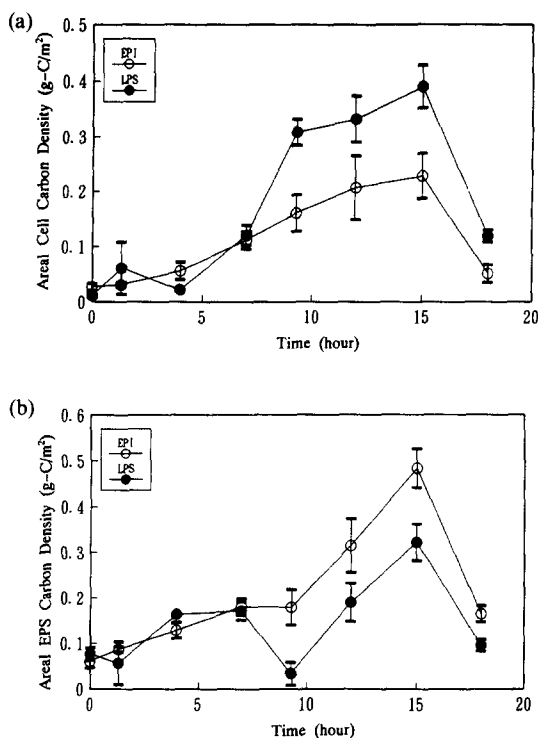 (a)
Areal Cell Carbon Density (g-C/m²)
0.5
0.4
0.3
0.2
0.1
0
EPI
LPS
0 5 10 15 20
Time (hour)
(b)
Areal EPS Carbon Density (g-C/m²)
0.6
0.5
0.4
0.3
0.2
0.1
0
EPI
LPS
0 5 10 15 20
Time (hour)